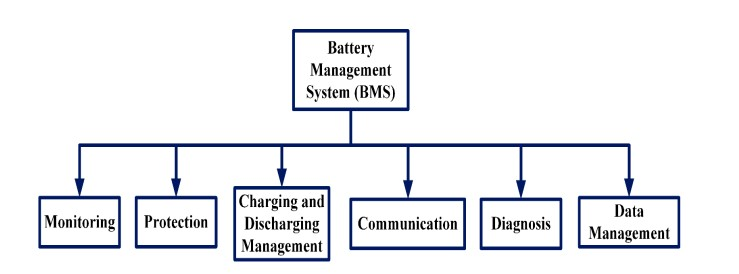 Battery
Management
System (BMS)
Monitoring
Protection
Charging and
Discharging
Management
Communication
Diagnosis
Data
Management